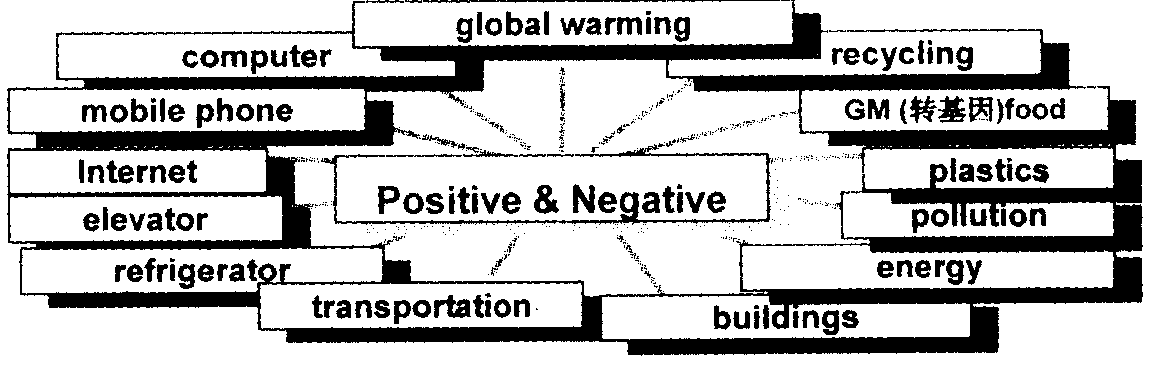 global warming
computer
recycling
mobile phone
GM (转基因)food
Internet
plastics
Positive & Negative
elevator
pollution
refrigerator
energy
transportation
buildings